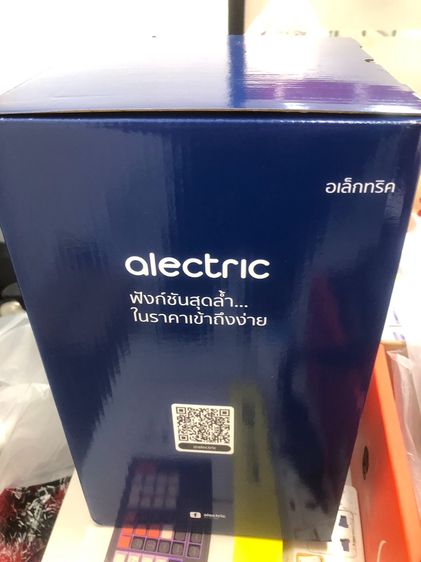 อเล็กทริค
alectric
ฟังก์ชันสุดล้ำ...
ในราคาเข้าถึงง่าย
alectric
alectric